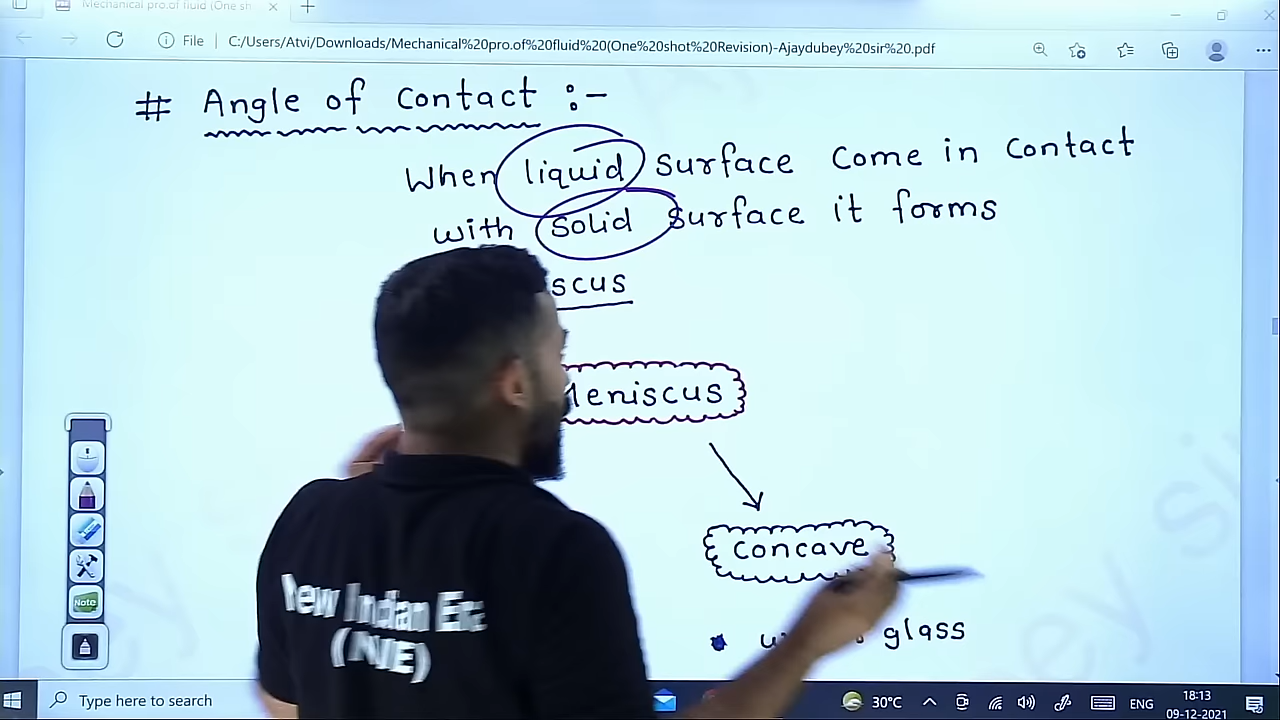 Mechanical pro.of fluid (One sh
File C:/Users/Atvi/Downloads/Mechanical%20pro.of%20fluid%20(One%20shot%20Revision)-Ajaydubey%20sir%20.pdf
# Angle of Contact :-
When liquid surface come in contact
with solid surface it forms
scus
eniscus
Concave
glass
New Indian Era
(NIE)
Note
Type here to search
30°C
ENG
18:13
09-12-2021